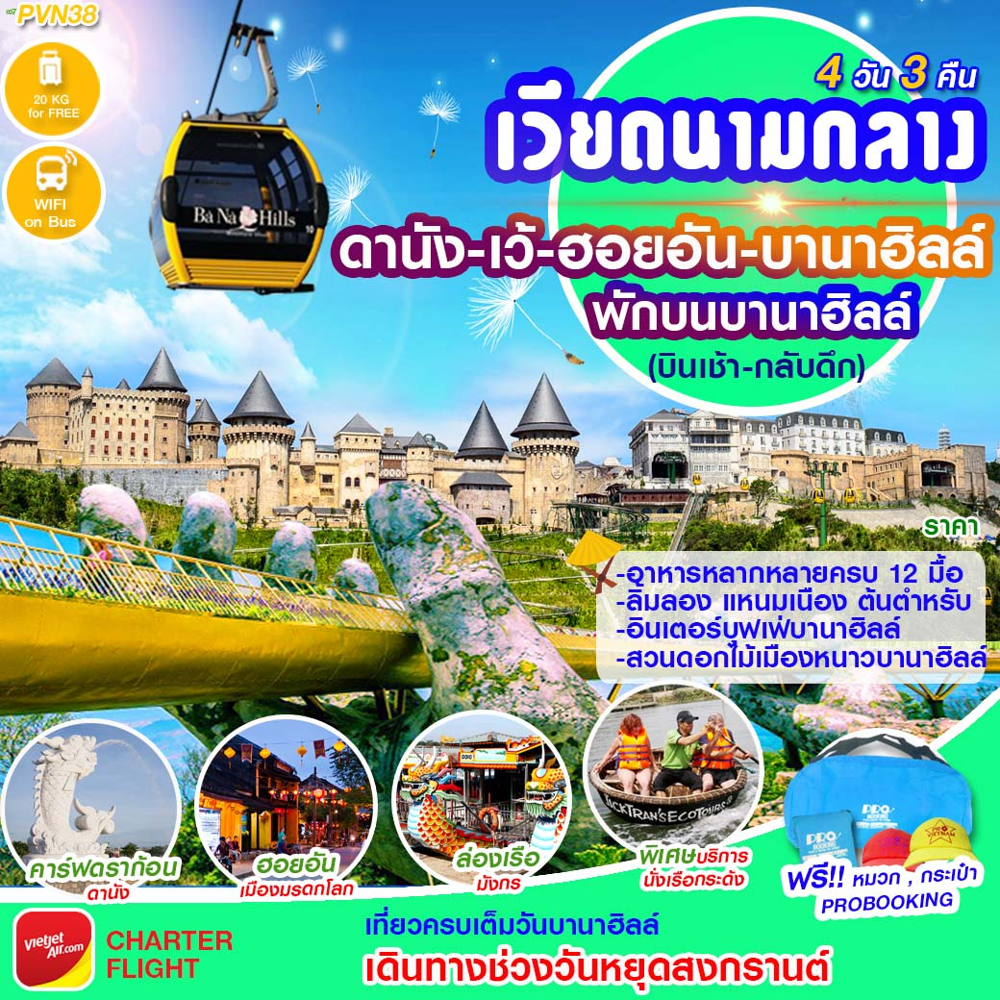 PVN38
20 KG
for FREE
WIFI
on Bus
Bà Nà Hills
4 วัน 3 คืน
เวียดนามกลาง
ดานัง-เว้-ฮอยอัน-บานาฮิลล์
พักบนบานาฮิลล์
(บินเช้า-กลับดึก)
ราคา
-อาหารหลากหลายครบ 12 มื้อ
-ลิ้มลอง แหนมเนือง ต้นตำหรับ
-อินเตอร์บุฟเฟ่บานาฮิลล์
-สวนดอกไม้เมืองหนาวบานาฮิลล์
คาร์ฟดราก้อน
ดานัง
ฮอยอัน
เมืองมรดกโลก
ล่องเรือ
มังกร
JACKTRAN'S ECOTOURS
พิเศษบริการ
นั่งเรือกระด้ง
PRO
BOOKING
PRO
BOOKING
PRO
VIETNAM
ฟรี!! หมวก , กระเป๋า
PROBOOKING
vietjet
Air.com
CHARTER
FLIGHT
เที่ยวครบเต็มวันบานาฮิลล์
เดินทางช่วงวันหยุดสงกรานต์